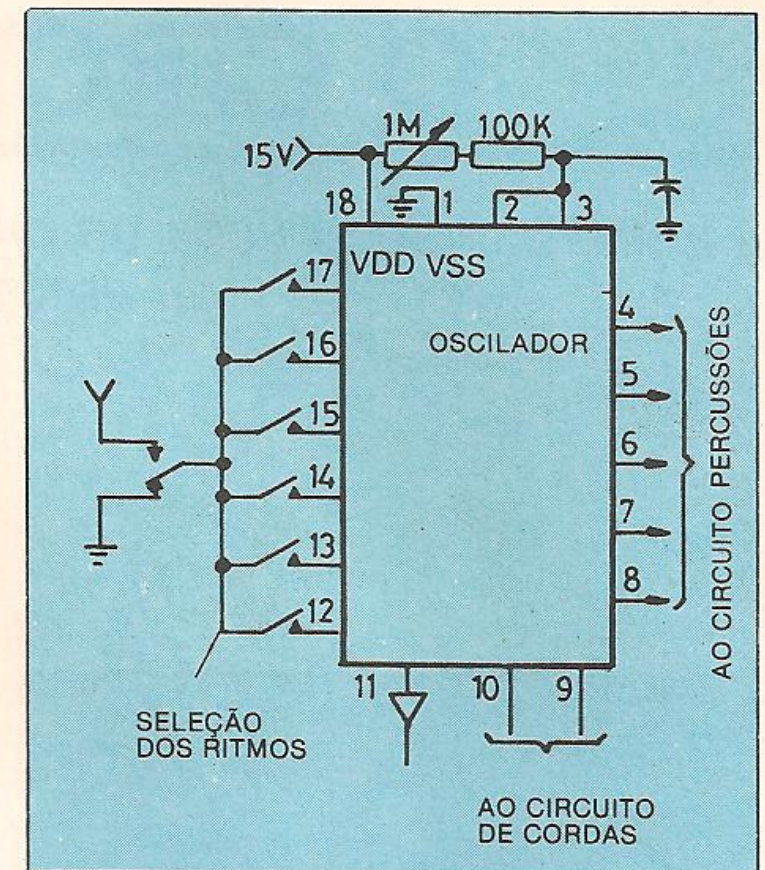 1M 100K
15V
18 1 2 3
VDD VSS
17
OSCILADOR
4
16
5
15
6
14
7
13
8
12
AO CIRCUITO PERCUSSÕES
11 10 9
SELEÇÃO
DOS RITMOS
AO CIRCUITO
DE CORDAS